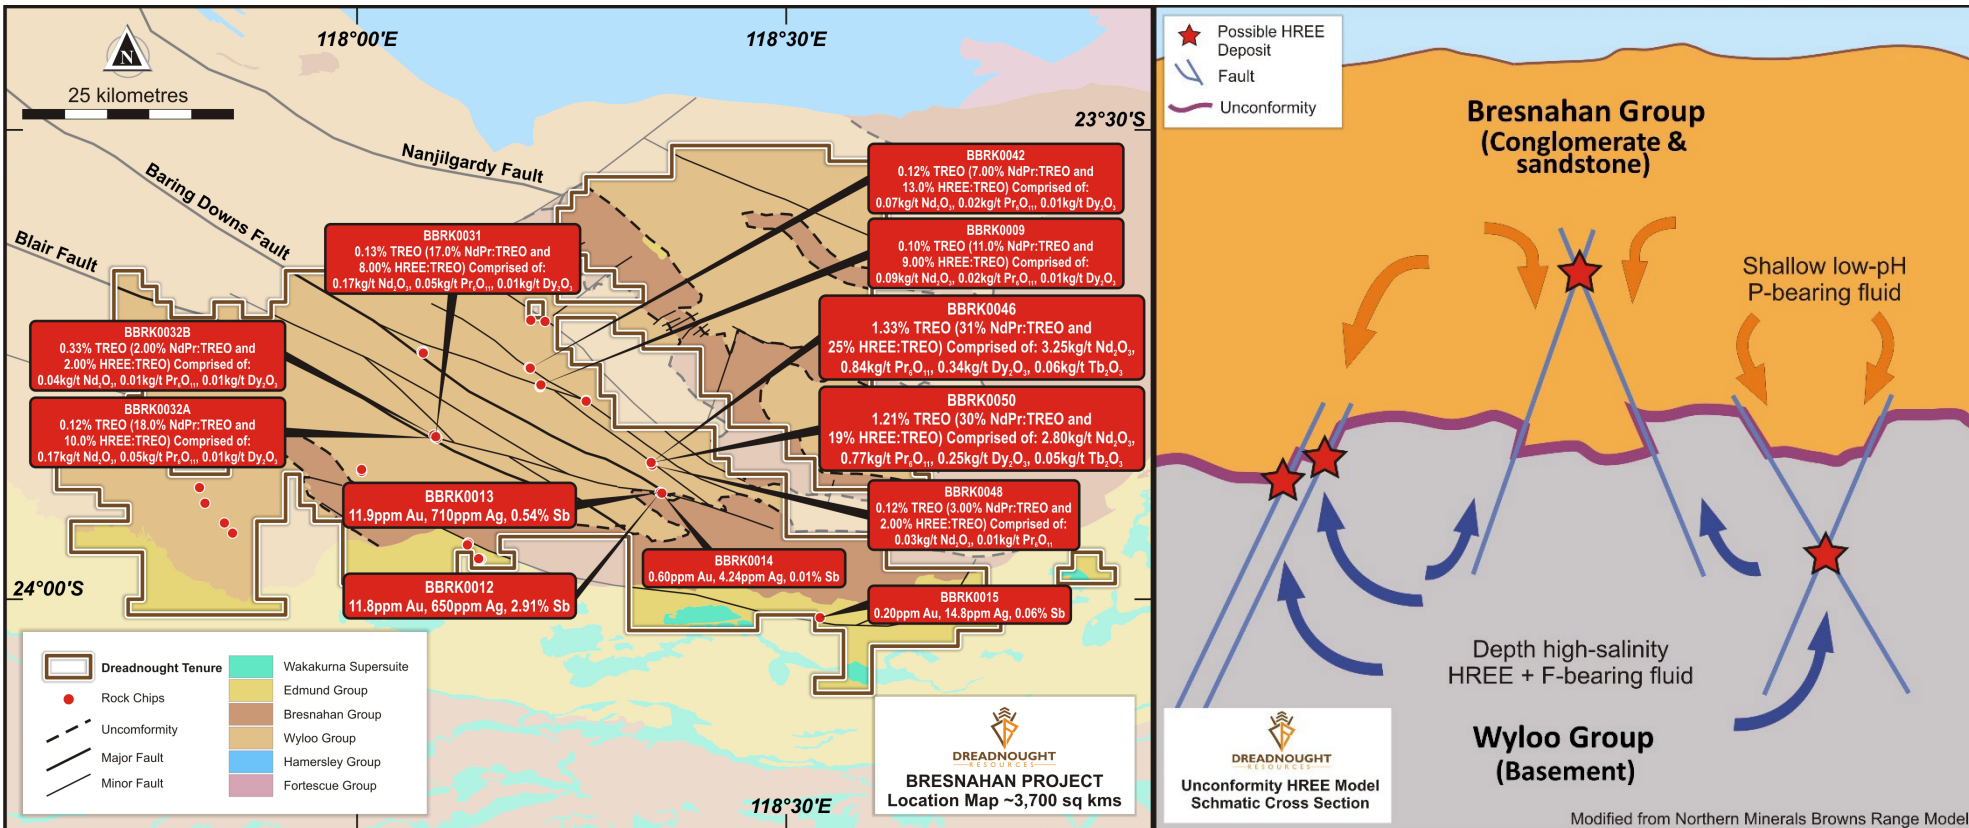 118°00'E
118°30'E
N
25 kilometres
23°30'S
Nanjilgardy Fault
Baring Downs Fault
Blair Fault
BBRK0042
0.12% TREO (7.00% NdPr:TREO and
13.0% HREE:TREO) Comprised of:
0.07kg/t Nd₂O₃, 0.02kg/t Pr₆O₁₁, 0.01kg/t Dy₂O₃
BBRK0009
0.10% TREO (11.0% NdPr:TREO and
9.00% HREE:TREO) Comprised of:
0.09kg/t Nd₂O₃, 0.02kg/t Pr₆O₁₁, 0.01kg/t Dy₂O₃
BBRK0031
0.13% TREO (17.0% NdPr:TREO and
8.00% HREE:TREO) Comprised of:
0.17kg/t Nd₂O₃, 0.05kg/t Pr₆O₁₁, 0.01kg/t Dy₂O₃
BBRK0046
1.33% TREO (31% NdPr:TREO and
25% HREE:TREO) Comprised of: 3.25kg/t Nd₂O₃,
0.84kg/t Pr₆O₁₁, 0.34kg/t Dy₂O₃, 0.06kg/t Tb₂O₃
BBRK0032B
0.33% TREO (2.00% NdPr:TREO and
2.00% HREE:TREO) Comprised of:
0.04kg/t Nd₂O₃, 0.01kg/t Pr₆O₁₁, 0.01kg/t Dy₂O₃
BBRK0050
1.21% TREO (30% NdPr:TREO and
19% HREE:TREO) Comprised of: 2.80kg/t Nd₂O₃,
0.77kg/t Pr₆O₁₁, 0.25kg/t Dy₂O₃, 0.05kg/t Tb₂O₃
BBRK0032A
0.12% TREO (18.0% NdPr:TREO and
10.0% HREE:TREO) Comprised of:
0.17kg/t Nd₂O₃, 0.05kg/t Pr₆O₁₁, 0.01kg/t Dy₂O₃
BBRK0013
11.9ppm Au, 710ppm Ag, 0.54% Sb
BBRK0048
0.12% TREO (3.00% NdPr:TREO and
2.00% HREE:TREO) Comprised of:
0.03kg/t Nd₂O₃, 0.01kg/t Pr₆O₁₁
BBRK0014
0.60ppm Au, 4.24ppm Ag, 0.01% Sb
BBRK0012
11.8ppm Au, 650ppm Ag, 2.91% Sb
BBRK0015
0.20ppm Au, 14.8ppm Ag, 0.06% Sb
24°00'S
Dreadnought Tenure
Rock Chips
Uncomformity
Major Fault
Minor Fault
Wakakurna Supersuite
Edmund Group
Bresnahan Group
Wyloo Group
Hamersley Group
Fortescue Group
118°30'E
DREADNOUGHT
RESOURCES
BRESNAHAN PROJECT
Location Map ~3,700 sq kms
Possible HREE
Deposit
Fault
Unconformity
Bresnahan Group
(Conglomerate &
sandstone)
Shallow low-pH
P-bearing fluid
Depth high-salinity
HREE + F-bearing fluid
Wyloo Group
(Basement)
DREADNOUGHT
RESOURCES
Unconformity HREE Model
Schmatic Cross Section
Modified from Northern Minerals Browns Range Model